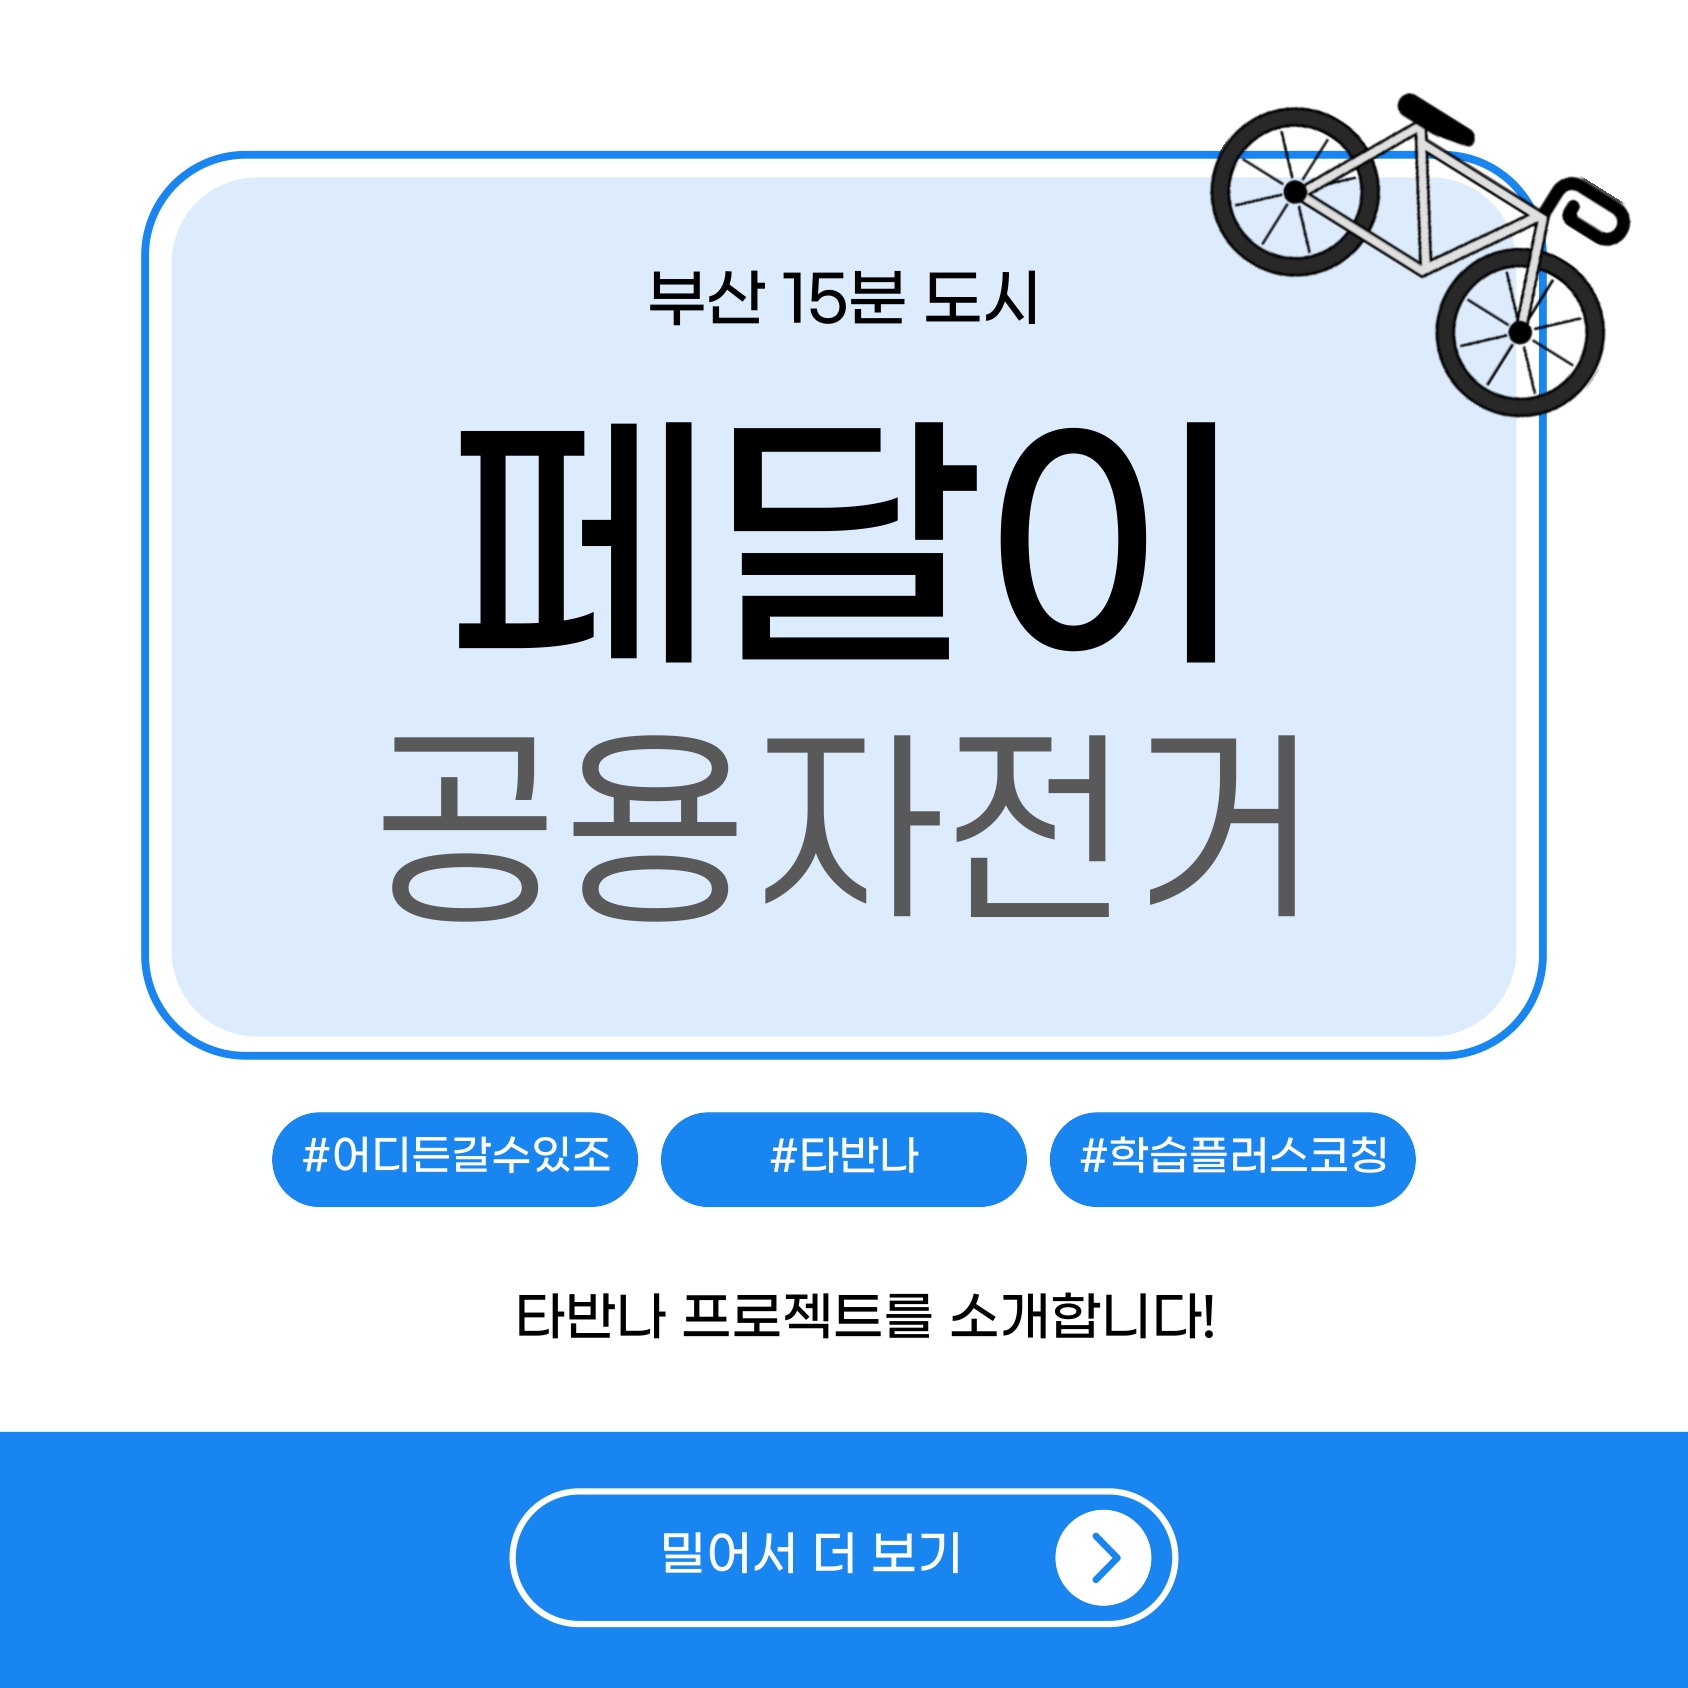 부산 15분 도시
페달이
공용자전거
#어디든갈수있조
#타반나
#학습플러스코칭
타반나 프로젝트를 소개합니다!
밀어서 더 보기